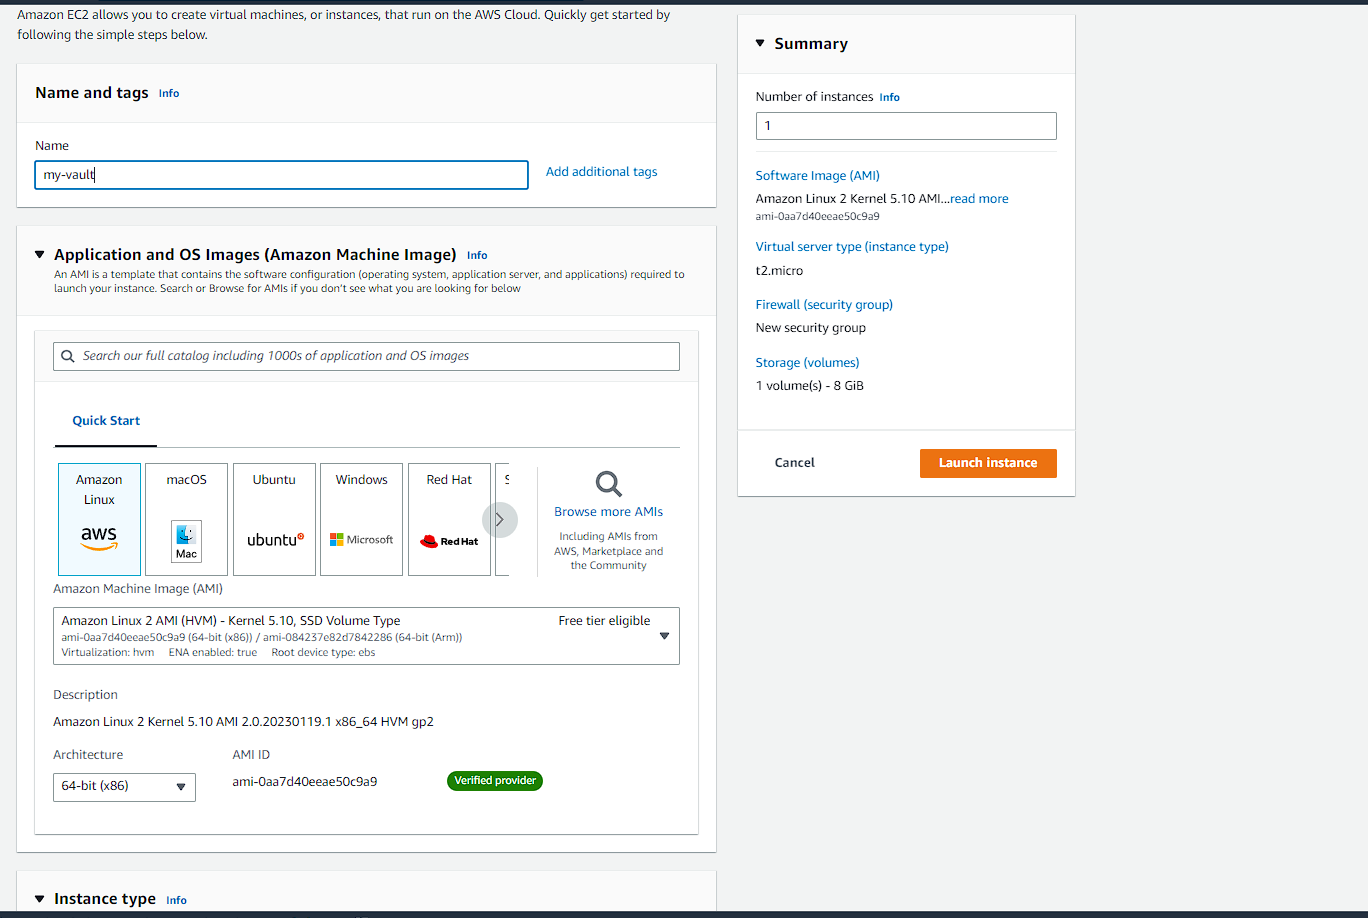 Amazon EC2 allows you to create virtual machines, or instances, that run on the AWS Cloud. Quickly get started by
following the simple steps below.
Name and tags Info
Name
my-vault
Add additional tags
Application and OS Images (Amazon Machine Image) Info
An AMI is a template that contains the software configuration (operating system, application server, and applications) required to
launch your instance. Search or Browse for AMIs if you don't see what you are looking for below
Search our full catalog including 1000s of application and OS images
Quick Start
Amazon
Linux
aws
macOS
Mac
Ubuntu
ubuntu
Windows
Microsoft
Red Hat
Red Hat
S
Browse more AMIs
Including AMIs from
AWS, Marketplace and
the Community
Amazon Machine Image (AMI)
Amazon Linux 2 AMI (HVM) - Kernel 5.10, SSD Volume Type
Free tier eligible
ami-0aa7d40eeae50c9a9 (64-bit (x86)) / ami-084237e82d7842286 (64-bit (Arm))
Virtualization: hvm ENA enabled: true Root device type: ebs
Description
Amazon Linux 2 Kernel 5.10 AMI 2.0.20230119.1 x86_64 HVM gp2
Architecture
64-bit (x86)
AMI ID
ami-0aa7d40eeae50c9a9
Verified provider
Instance type Info
Summary
Number of instances Info
1
Software Image (AMI)
Amazon Linux 2 Kernel 5.10 AMI...read more
ami-0aa7d40eeae50c9a9
Virtual server type (instance type)
t2.micro
Firewall (security group)
New security group
Storage (volumes)
1 volume(s) - 8 GiB
Cancel
Launch instance